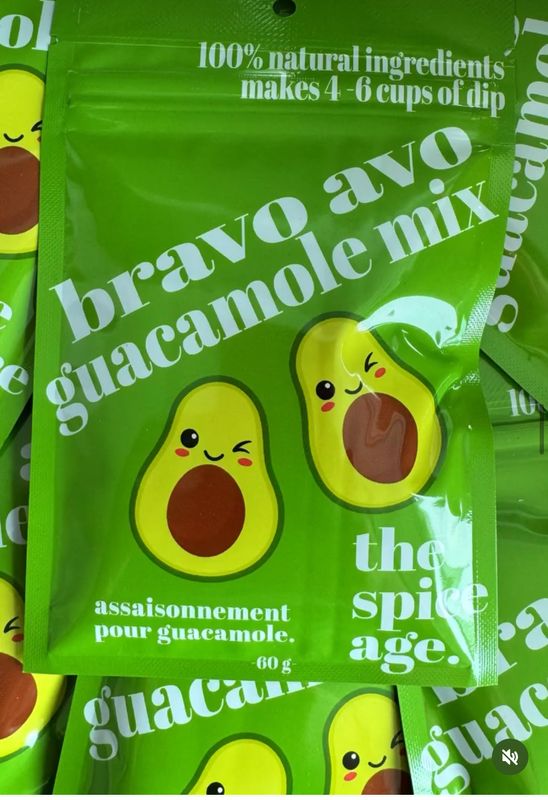 100% natural ingredients
makes 4 -6 cups of dip
bravo avo
guacamole mix
the
spice
age.
assaisonnement
pour guacamole.
-60 g-